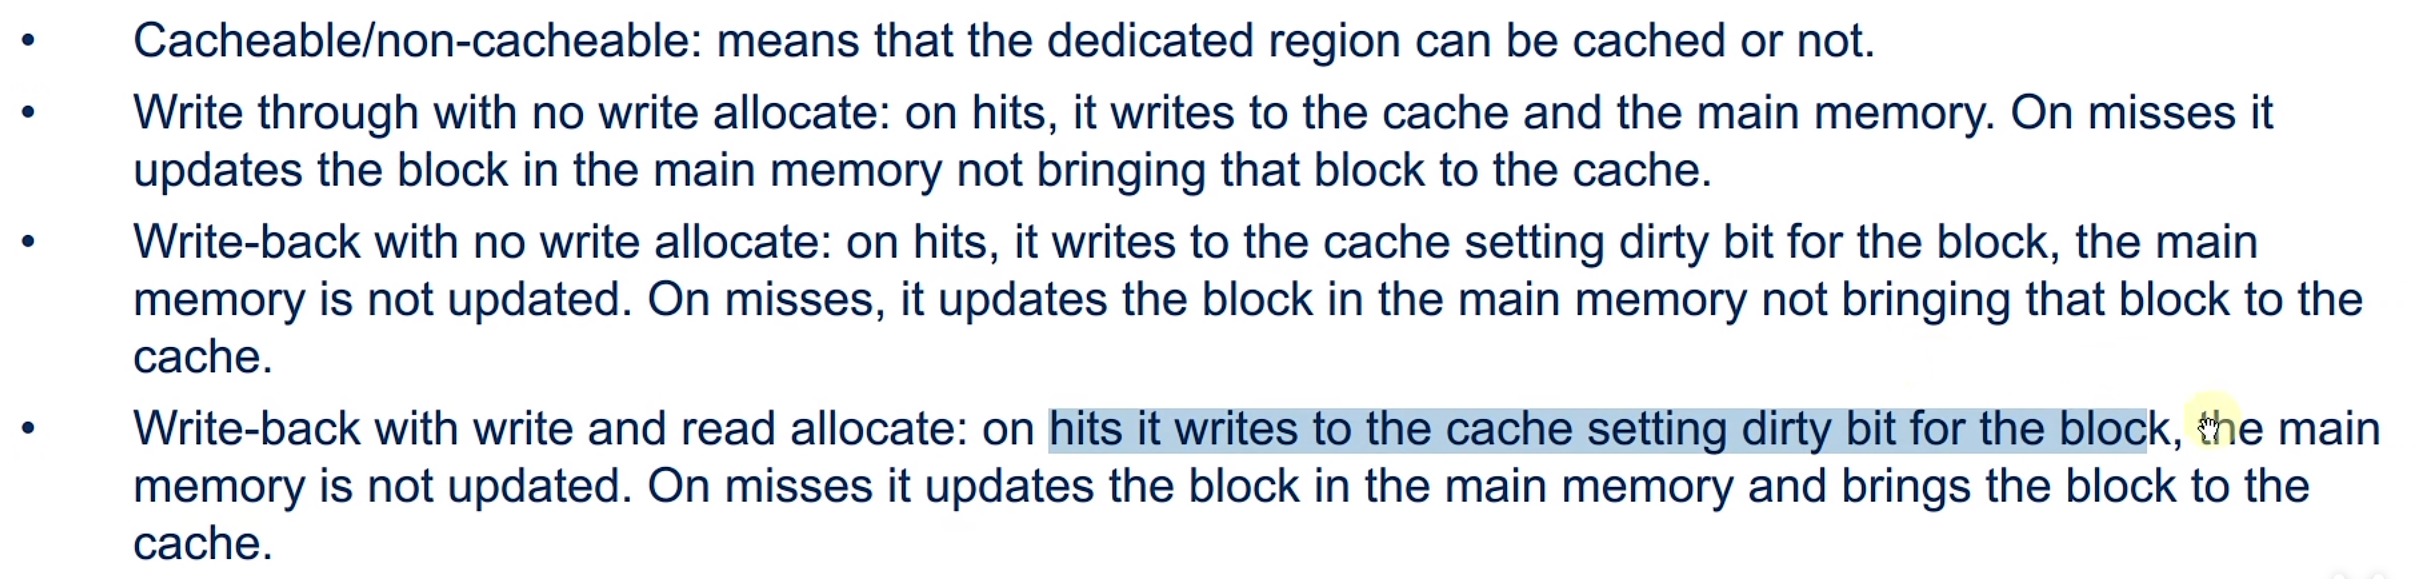 • Cacheable/non-cacheable: means that the dedicated region can be cached or not.
• Write through with no write allocate: on hits, it writes to the cache and the main memory. On misses it
updates the block in the main memory not bringing that block to the cache.
• Write-back with no write allocate: on hits, it writes to the cache setting dirty bit for the block, the main
memory is not updated. On misses, it updates the block in the main memory not bringing that block to the
cache.
• Write-back with write and read allocate: on hits it writes to the cache setting dirty bit for the block, the main
memory is not updated. On misses it updates the block in the main memory and brings the block to the
cache.